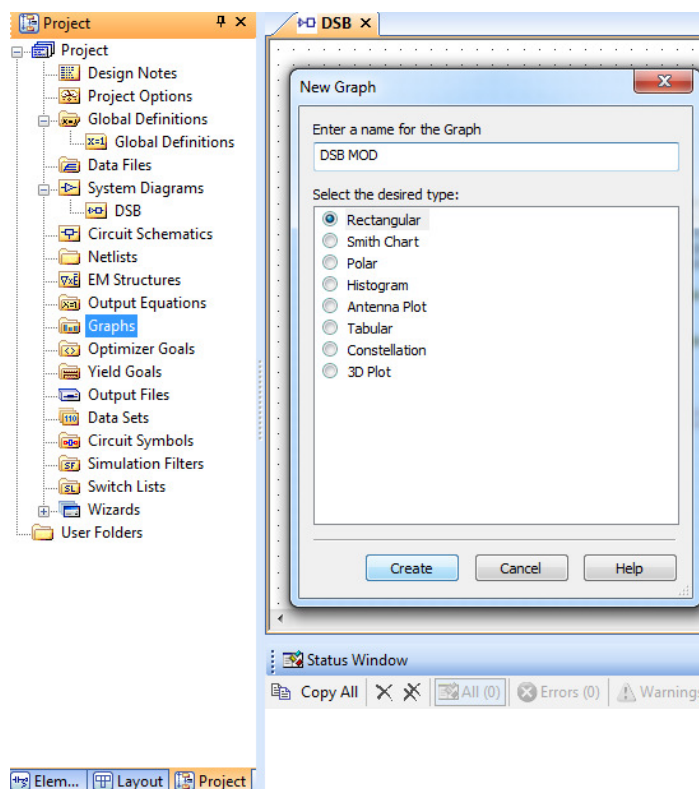 Project
Project
Design Notes
Project Options
Global Definitions
x=1 Global Definitions
Data Files
System Diagrams
DSB
Circuit Schematics
Netlists
EM Structures
Output Equations
Graphs
Optimizer Goals
Yield Goals
Output Files
Data Sets
Circuit Symbols
Simulation Filters
Switch Lists
Wizards
User Folders
Elem... Layout Project
DSB
New Graph
Enter a name for the Graph
DSB MOD
Select the desired type:
Rectangular
Smith Chart
Polar
Histogram
Antenna Plot
Tabular
Constellation
3D Plot
Create Cancel Help
Status Window
Copy All All (0) Errors (0) Warnings